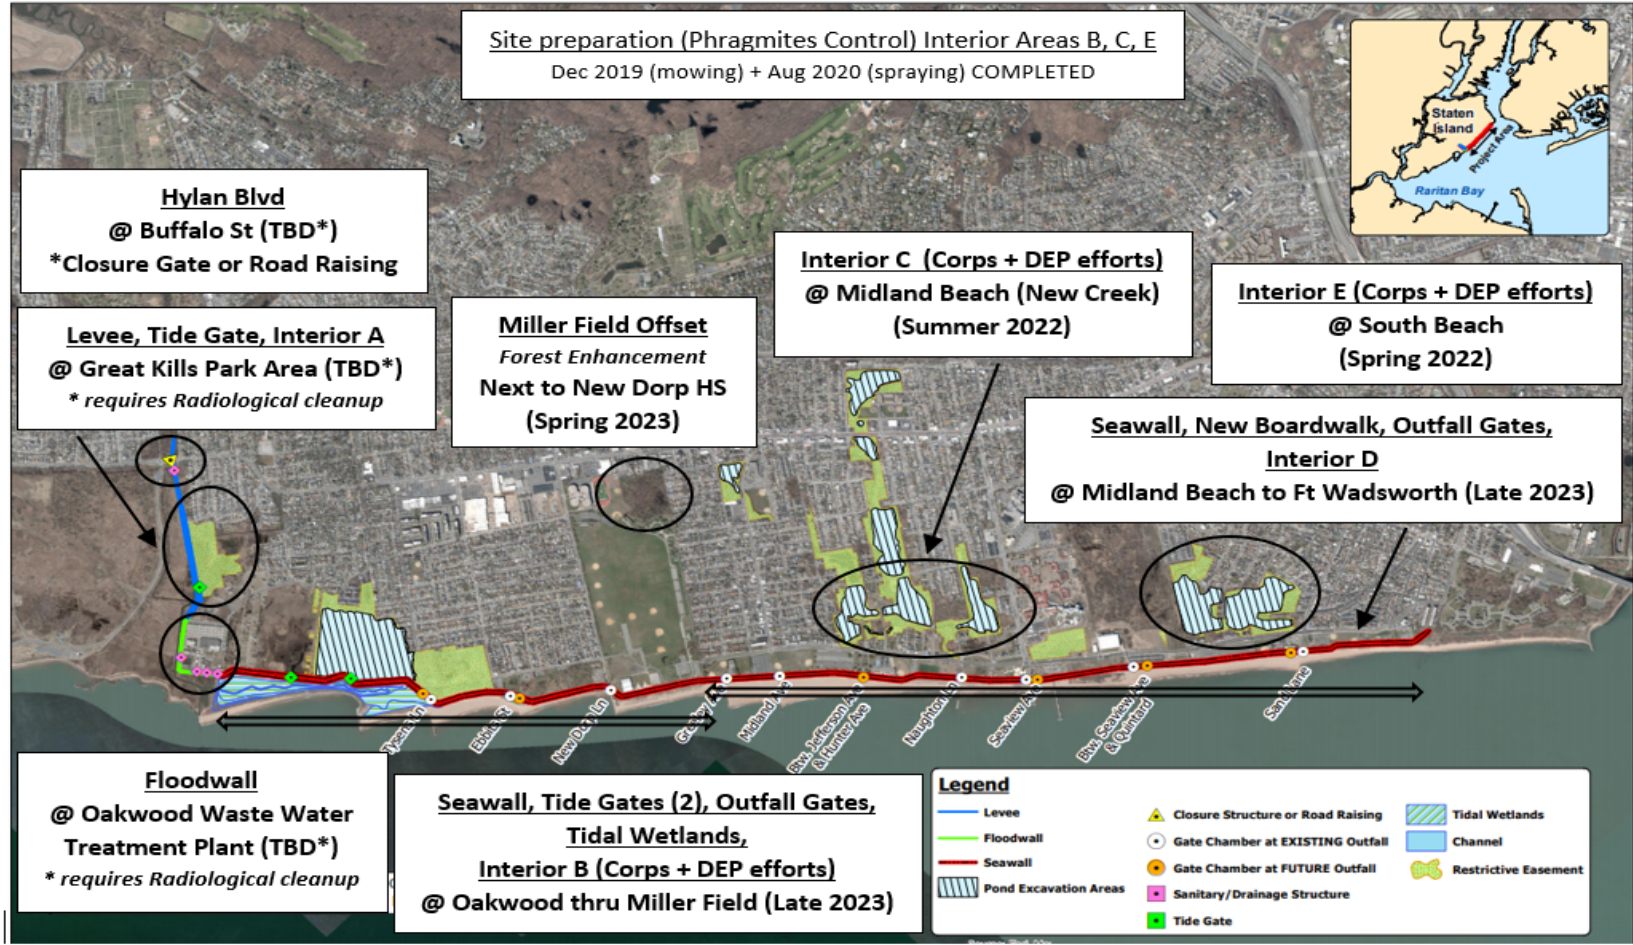 Site preparation (Phragmites Control) Interior Areas B, C, E
Dec 2019 (mowing) + Aug 2020 (spraying) COMPLETED
Staten
Island
Project Area
Raritan Bay
Hylan Blvd
@ Buffalo St (TBD*)
*Closure Gate or Road Raising
Levee, Tide Gate, Interior A
@ Great Kills Park Area (TBD*)
* requires Radiological cleanup
Miller Field Offset
Forest Enhancement
Next to New Dorp HS
(Spring 2023)
Interior C (Corps + DEP efforts)
@ Midland Beach (New Creek)
(Summer 2022)
Interior E (Corps + DEP efforts)
@ South Beach
(Spring 2022)
Seawall, New Boardwalk, Outfall Gates,
Interior D
@ Midland Beach to Ft Wadsworth (Late 2023)
Tysens Ln
Ebbits St
New Dorp Ln
Greeley Ave
Midland Ave
Btw. Jefferson Ave
& Hunter Ave
Naughton Ln
Seaview Ave
Btw. Seaview Ave
& Quintard
Sand Lane
Floodwall
@ Oakwood Waste Water
Treatment Plant (TBD*)
* requires Radiological cleanup
Seawall, Tide Gates (2), Outfall Gates,
Tidal Wetlands,
Interior B (Corps + DEP efforts)
@ Oakwood thru Miller Field (Late 2023)
Legend
Levee
Floodwall
Seawall
Pond Excavation Areas
Closure Structure or Road Raising
Gate Chamber at EXISTING Outfall
Gate Chamber at FUTURE Outfall
Sanitary/Drainage Structure
Tide Gate
Tidal Wetlands
Channel
Restrictive Easement